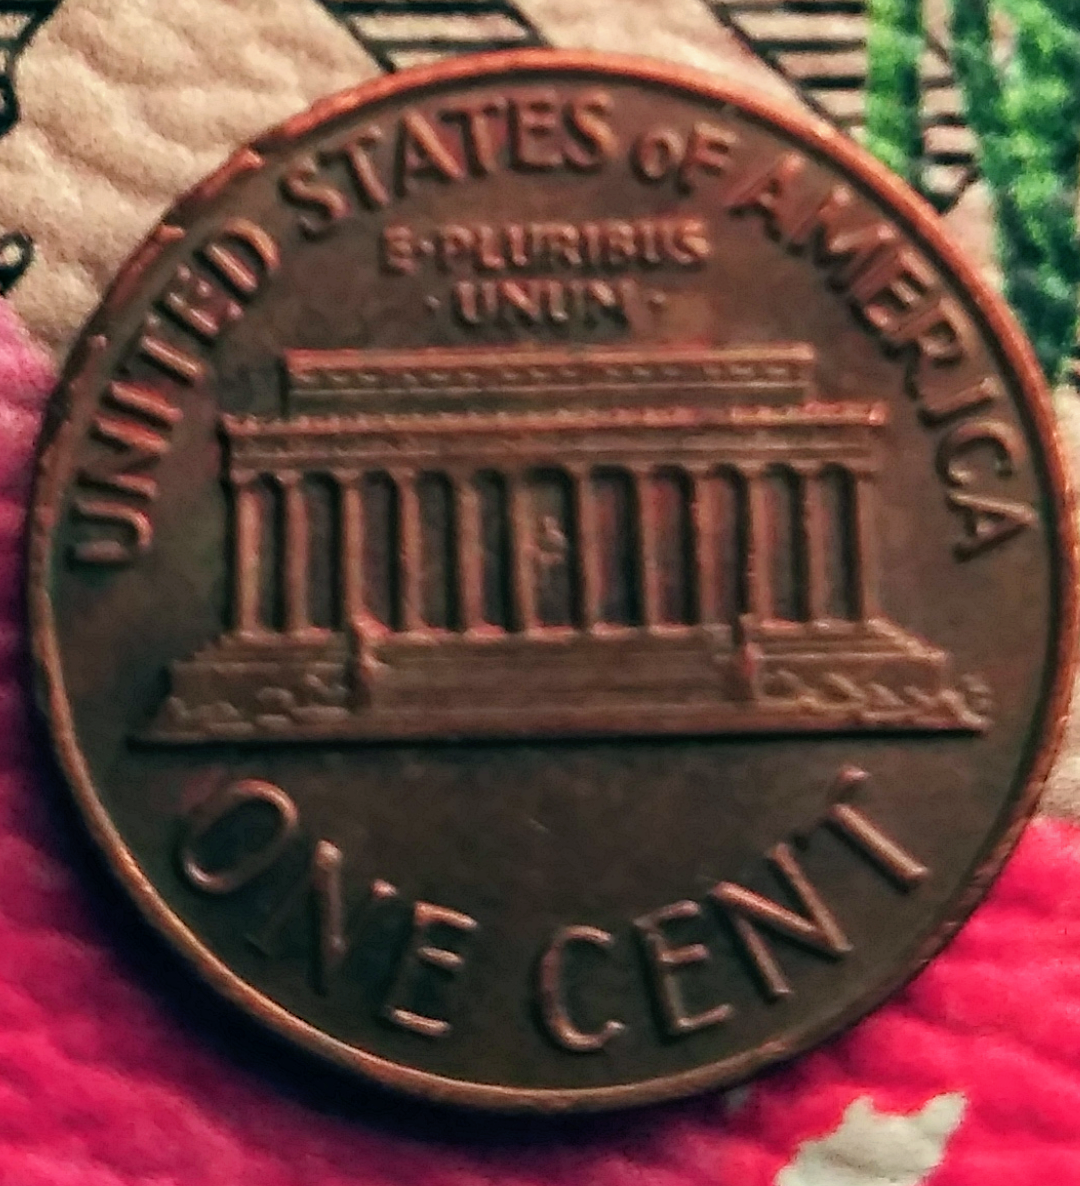 UNITED STATES oF AMERICA
E·PLURIBUS
·UNUM·
ONE CENT